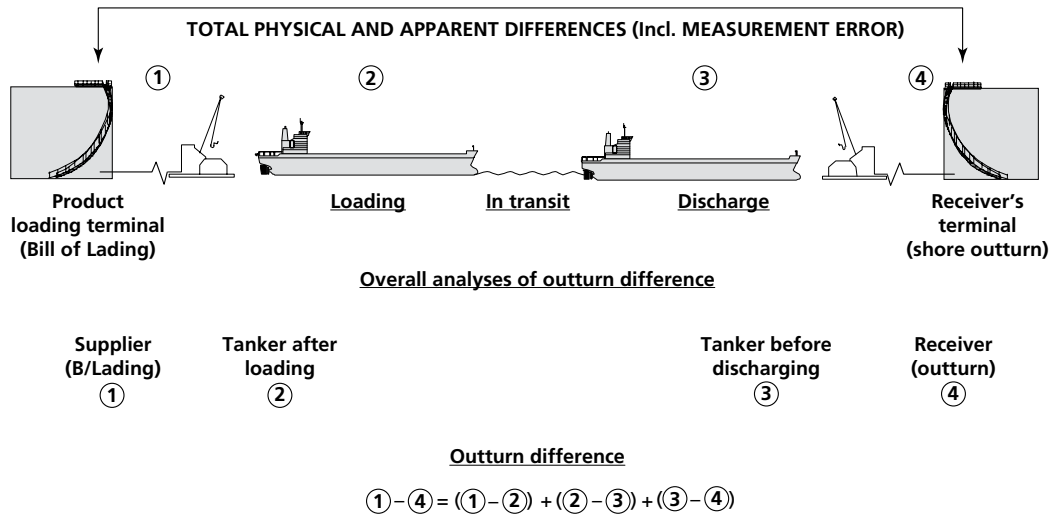 TOTAL PHYSICAL AND APPARENT DIFFERENCES (Incl. MEASUREMENT ERROR)
1 2 3 4
Product loading terminal (Bill of Lading)
Loading
In transit
Discharge
Receiver's terminal (shore outturn)
Overall analyses of outturn difference
Supplier (B/Lading) 1
Tanker after loading 2
Tanker before discharging 3
Receiver (outturn) 4
Outturn difference
1 – 4 = (1 – 2) + (2 – 3) + (3 – 4)